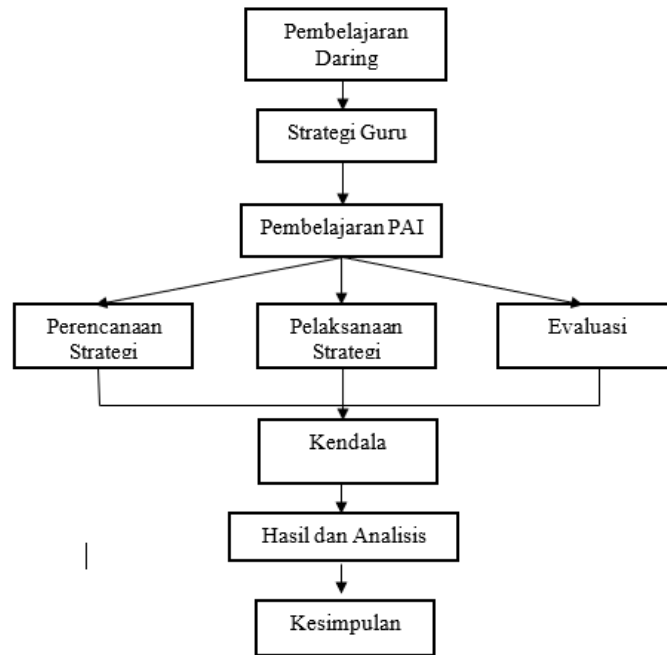 Pembelajaran
Daring
Strategi Guru
Pembelajaran PAI
Perencanaan
Strategi
Pelaksanaan
Strategi
Evaluasi
Kendala
Hasil dan Analisis
Kesimpulan